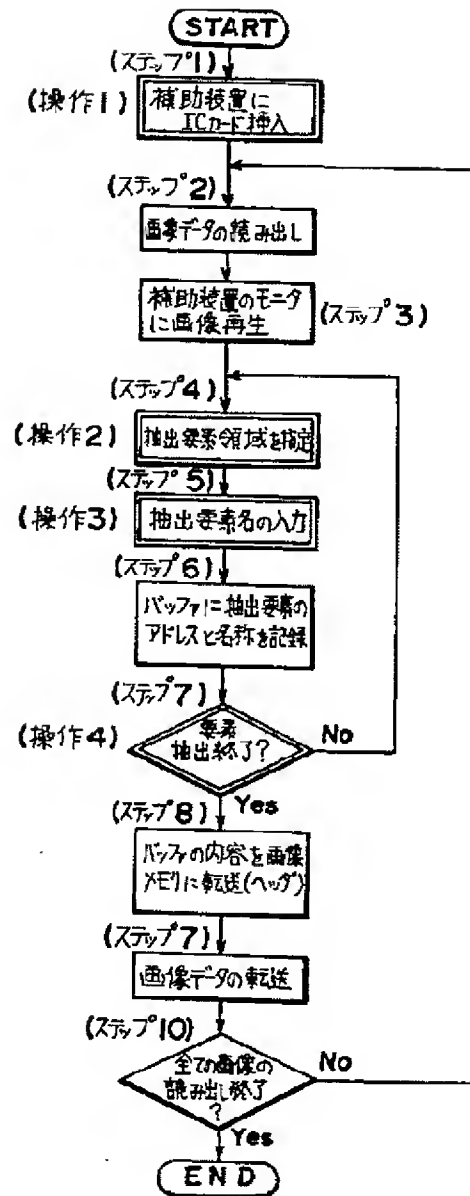 START
(ステップ1)
(操作1)
補助装置に
ICカード挿入
(ステップ2)
画像データの読み出し
補助装置のモニタ
に画像再生
(ステップ3)
(ステップ4)
(操作2)
抽出要素領域を指定
(ステップ5)
(操作3)
抽出要素名の入力
(ステップ6)
バッファに抽出要素の
アドレスと名称を記録
(ステップ7)
(操作4)
要素
抽出終了?
No
Yes
(ステップ8)
バッファの内容を画像
メモリに転送(ヘッダ)
(ステップ7)
画像データの転送
(ステップ10)
全ての画像の
読み出し終了
?
No
Yes
END